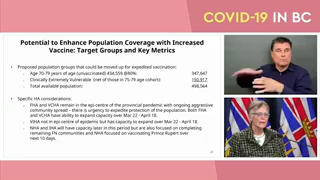 COVID-19 IN BC
Potential to Enhance Population Coverage with Increased
Vaccine: Target Groups and Key Metrics
• Proposed population groups that could be moved up for expedited vaccination:
- Age 70-79 years of age (unvaccinated) 434,559 @80%: 347,647
- Clinically Extremely Vulnerable (net of those in 75-79 age cohort) 150,917
- Total available population: 498,564
• Specific HA considerations:
- FHA and VCHA remain in the epi-centre of the provincial pandemic with ongoing aggressive
community spread – there is urgency to expedite protection of the population. Both FHA
and VCHA have ability to expand capacity over Mar 22 - April 18.
- VIHA not in epi-centre of epidemic but has capacity to expand over Mar 22 - April 18.
- NHA and IHA will have capacity later in this period but are also focused on completing
remaining FN communities and NHA focused on vaccinating Prince Rupert over
next 10 days.